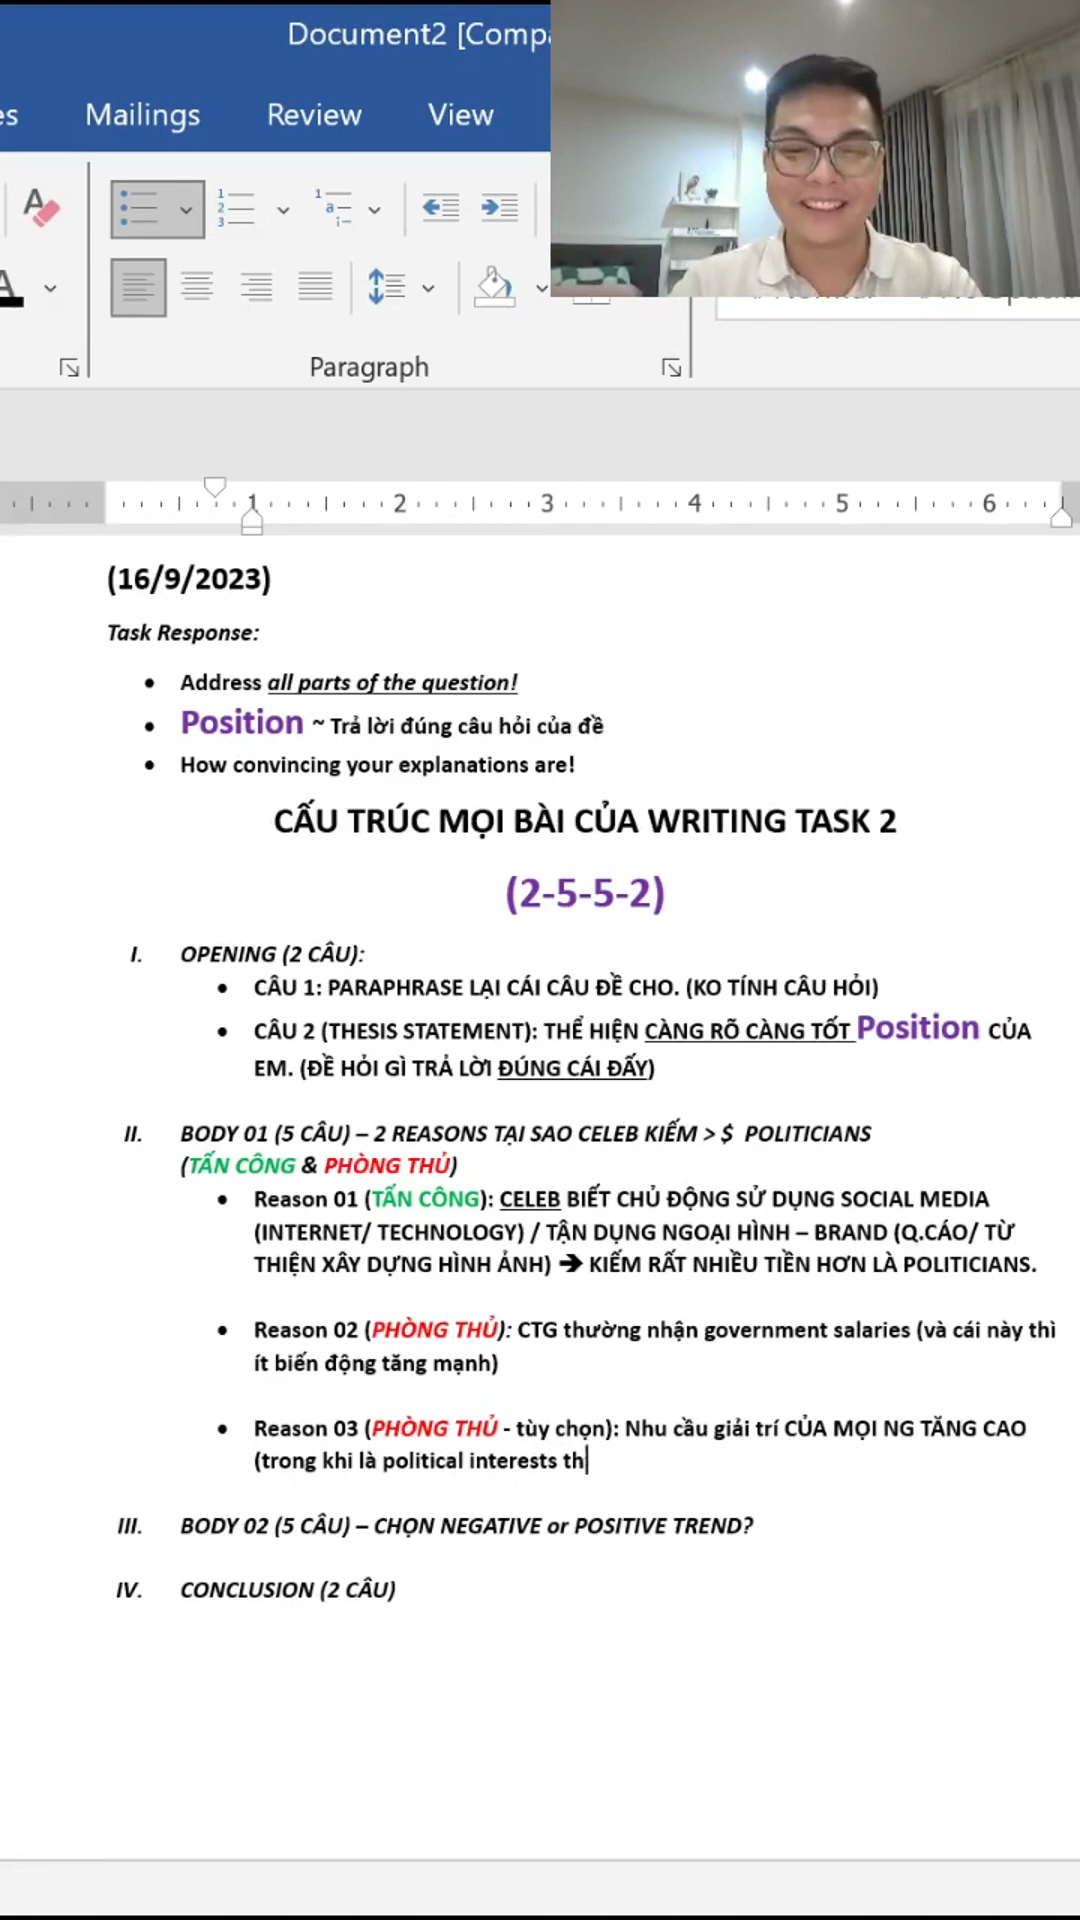 Document2
Mailings Review View
Paragraph
1 2 3 4 5 6
(16/9/2023)
Task Response:
• Address all parts of the question!
• Position ~ Trả lời đúng câu hỏi của đề
• How convincing your explanations are!
CẤU TRÚC MỌI BÀI CỦA WRITING TASK 2
(2-5-5-2)
I. OPENING (2 CÂU):
• CÂU 1: PARAPHRASE LẠI CÁI CÂU ĐỀ CHO. (KO TÍNH CÂU HỎI)
• CÂU 2 (THESIS STATEMENT): THỂ HIỆN CÀNG RÕ CÀNG TỐT Position CỦA
EM. (ĐỀ HỎI GÌ TRẢ LỜI ĐÚNG CÁI ĐẤY)
II. BODY 01 (5 CÂU) – 2 REASONS TẠI SAO CELEB KIẾM > $ POLITICIANS
(TẤN CÔNG & PHÒNG THỦ)
• Reason 01 (TẤN CÔNG): CELEB BIẾT CHỦ ĐỘNG SỬ DỤNG SOCIAL MEDIA
(INTERNET/ TECHNOLOGY) / TẬN DỤNG NGOẠI HÌNH – BRAND (Q.CÁO/ TỪ
THIỆN XÂY DỰNG HÌNH ẢNH) ➔ KIẾM RẤT NHIỀU TIỀN HƠN LÀ POLITICIANS.
• Reason 02 (PHÒNG THỦ): CTG thường nhận government salaries (và cái này thì
ít biến động tăng mạnh)
• Reason 03 (PHÒNG THỦ - tùy chọn): Nhu cầu giải trí CỦA MỌI NG TĂNG CAO
(trong khi là political interests th
III. BODY 02 (5 CÂU) – CHỌN NEGATIVE or POSITIVE TREND?
IV. CONCLUSION (2 CÂU)